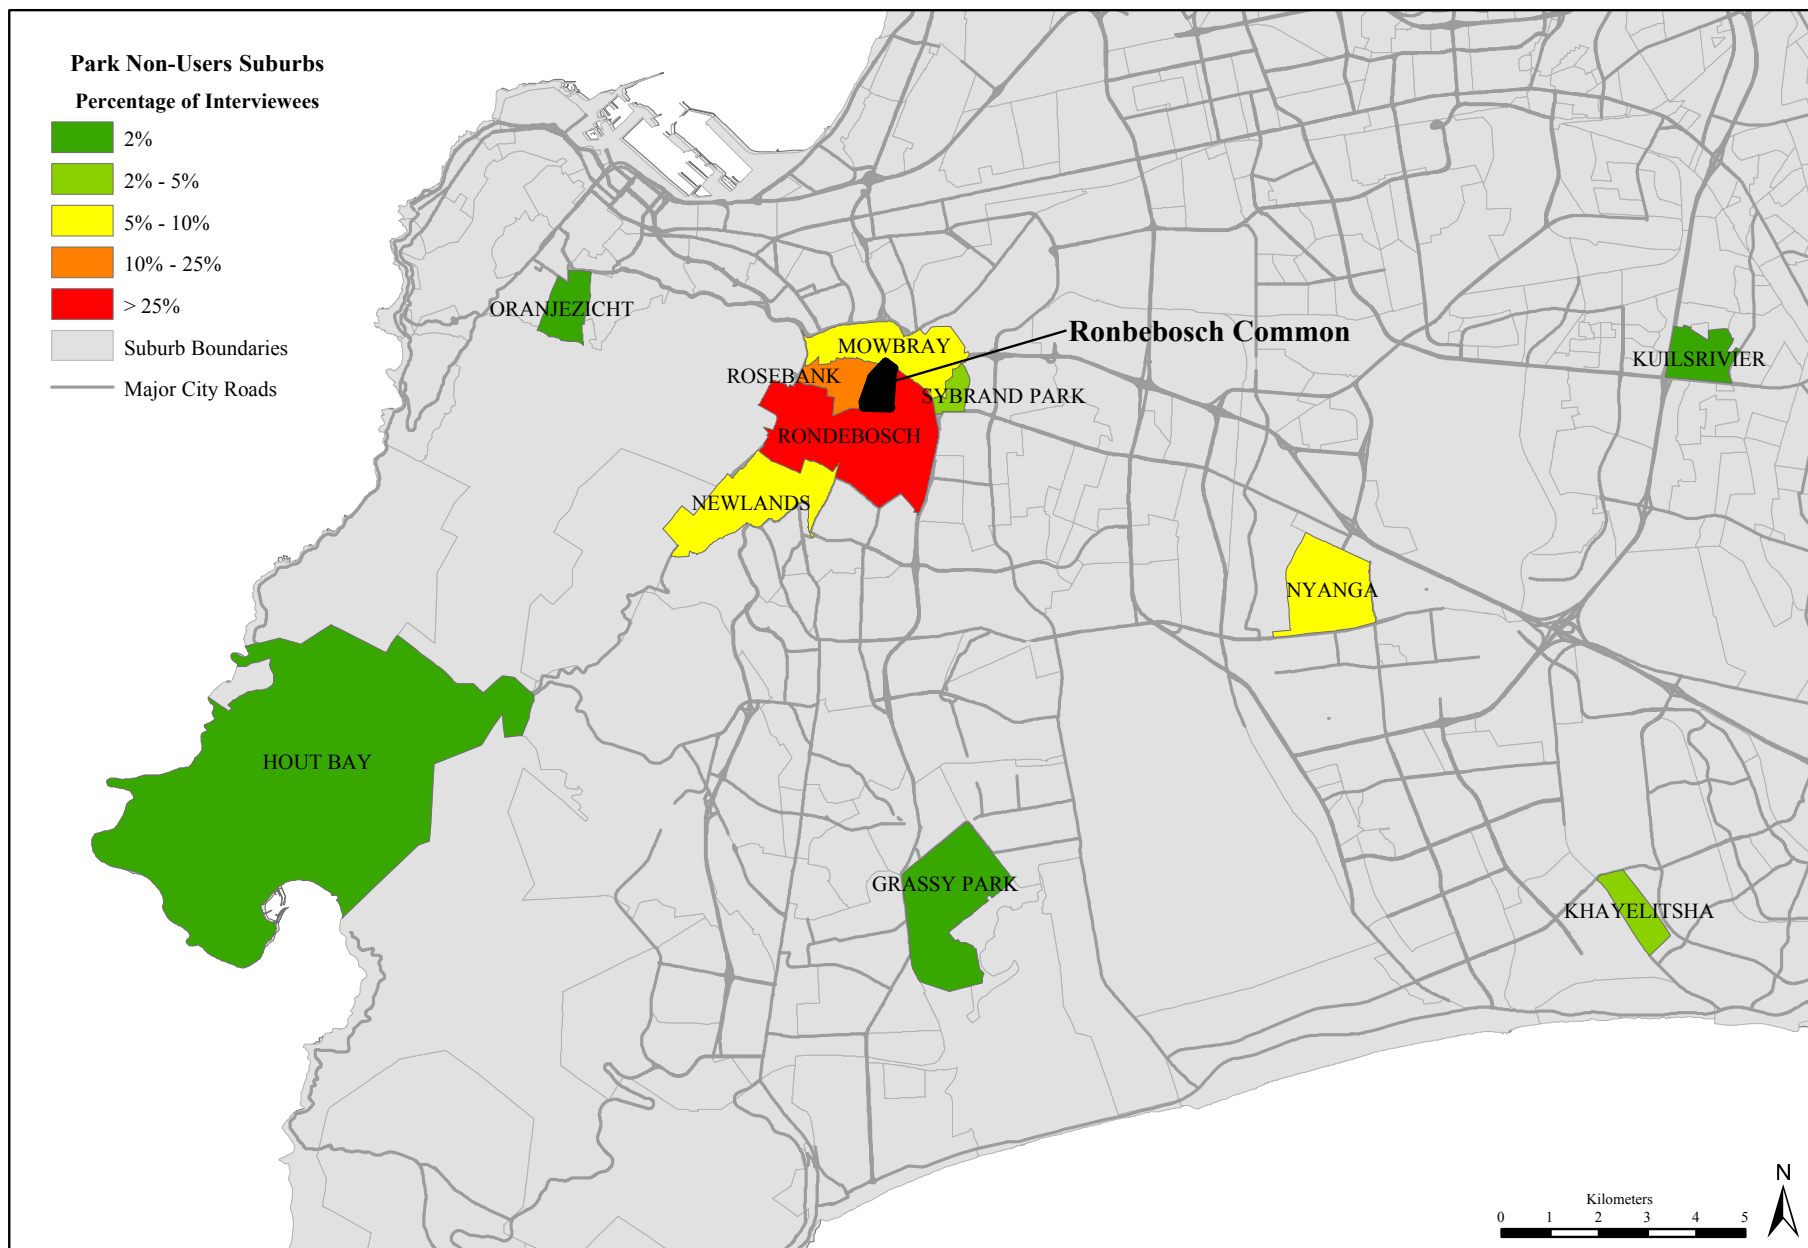 Park Non-Users Suburbs
Percentage of Interviewees
2%
2% - 5%
5% - 10%
10% - 25%
> 25%
Suburb Boundaries
Major City Roads
ORANJEZICHT
MOWBRAY
Ronbebosch Common
KUILSRIVIER
ROSEBANK
SYBRAND PARK
RONDEBOSCH
NEWLANDS
NYANGA
HOUT BAY
GRASSY PARK
KHAYELITSHA
N
Kilometers
0 1 2 3 4 5